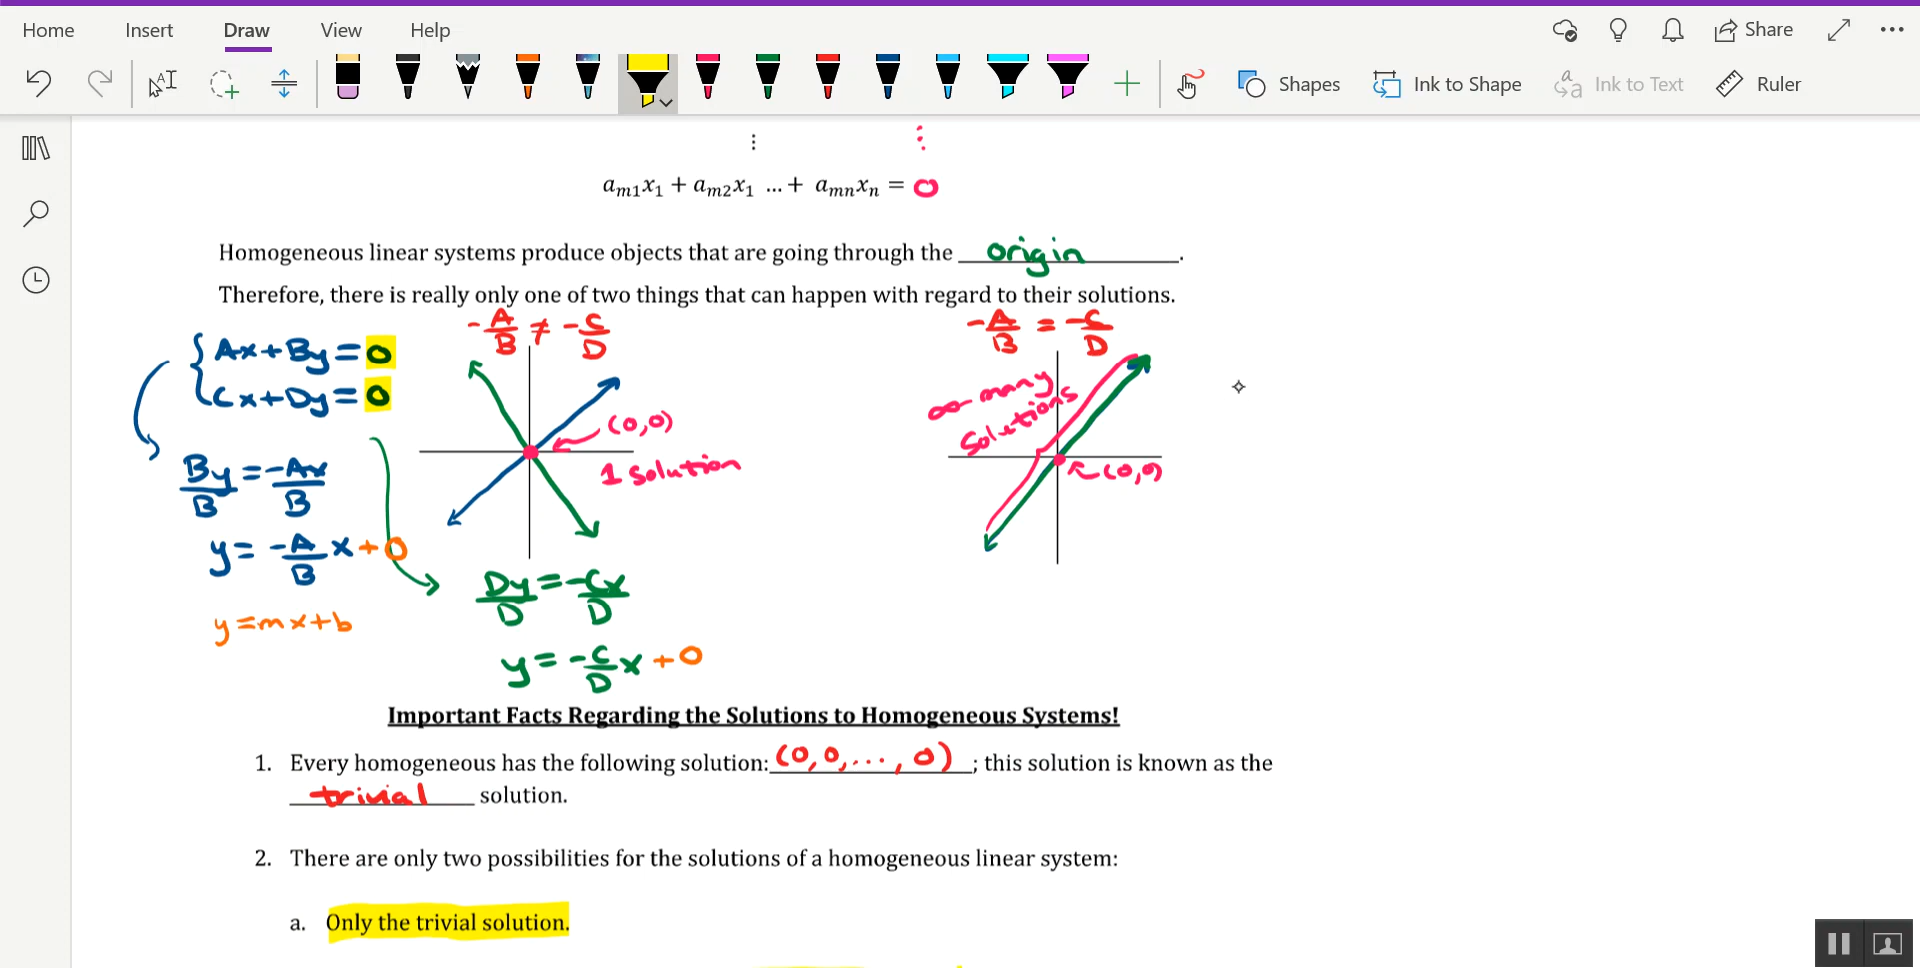 Home Insert Draw View Help Share
Shapes Ink to Shape Ink to Text Ruler
⋮ ⋮
aₘ₁x₁ + aₘ₂x₁ ...+ aₘₙxₙ = 0
Homogeneous linear systems produce objects that are going through the origin.
Therefore, there is really only one of two things that can happen with regard to their solutions.
-A/B ≠ -C/D
-A/B = -C/D
{Ax+By=0
Cx+Dy=0
(0,0)
1 solution
∞ many
solutions
(0,0)
By/B = -Ax/B
y = -A/B x + 0
y=mx+b
Dy/D = -Cx/D
y = -C/D x + 0
Important Facts Regarding the Solutions to Homogeneous Systems!
1. Every homogeneous has the following solution: (0,0,...,0); this solution is known as the
trivial solution.
2. There are only two possibilities for the solutions of a homogeneous linear system:
a. Only the trivial solution.